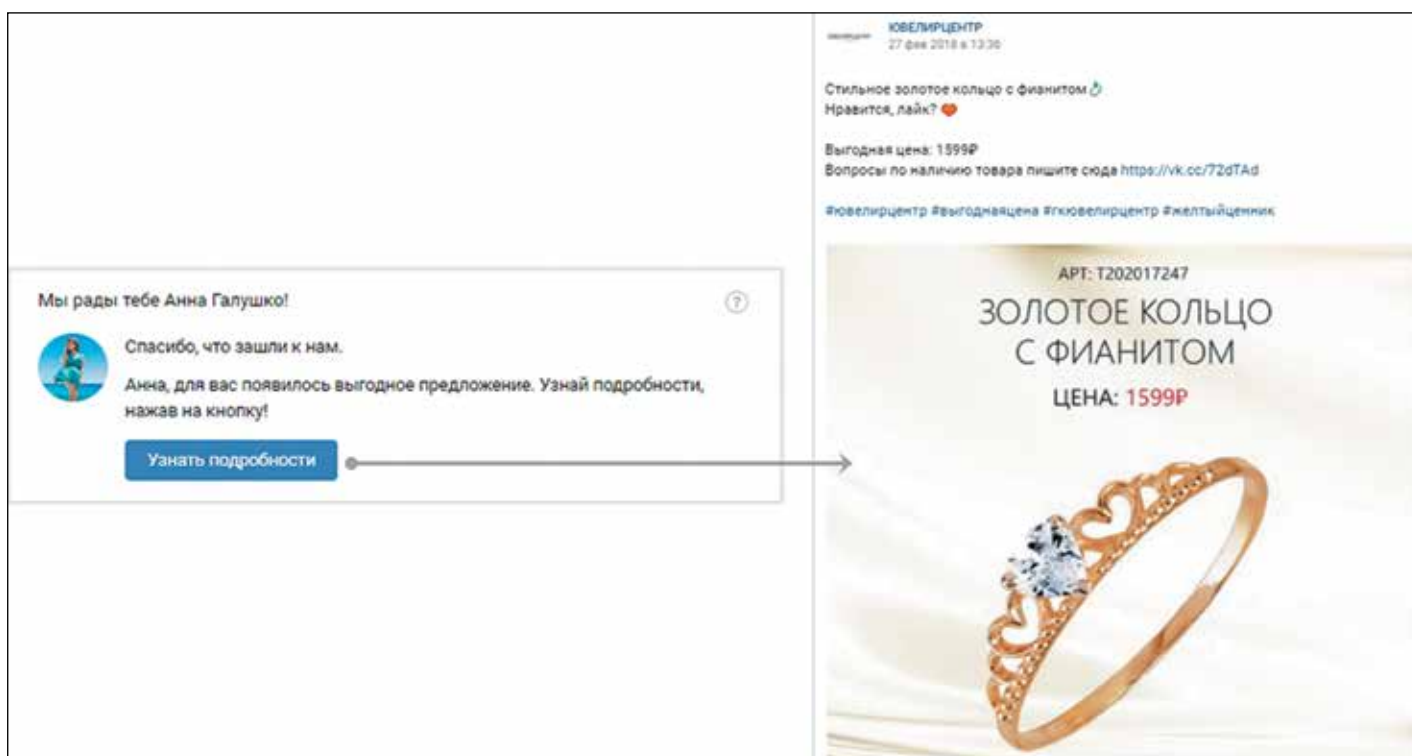 Мы рады тебе Анна Галушко!
Спасибо, что зашли к нам.
Анна, для вас появилось выгодное предложение. Узнай подробности,
нажав на кнопку!
Узнать подробности
ЮВЕЛИРЦЕНТР
27 фев 2018 в 13:36
Стильное золотое кольцо с фианитом
Нравится, лайк?
Выгодная цена: 1599₽
Вопросы по наличию товара пишите сюда https://vk.cc/72dTAd
#ювелирцентр #выгоднаяцена #гкювелирцентр #желтыйценник
АРТ: Т202017247
ЗОЛОТОЕ КОЛЬЦО
С ФИАНИТОМ
ЦЕНА: 1599₽